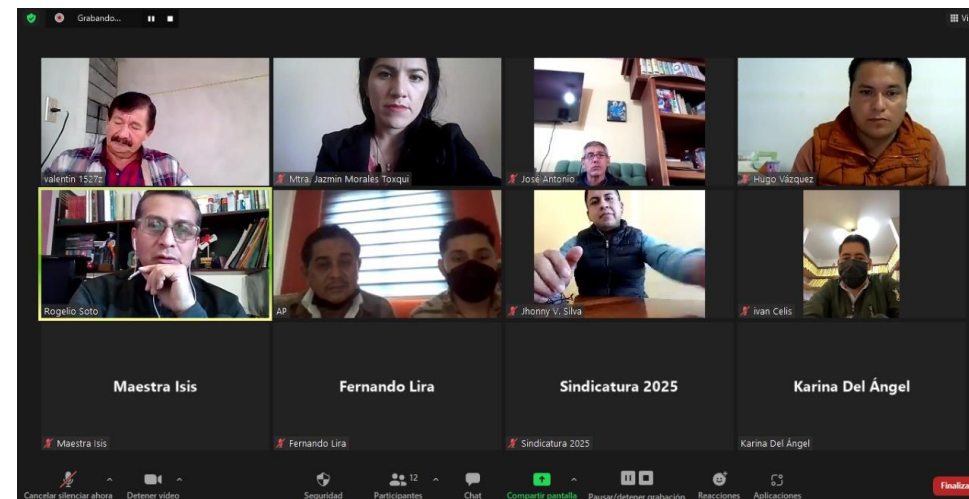 Grabando...
Vi
valentin 1527z
Mtra. Jazmin Morales Toxqui
José Antonio
Hugo Vázquez
Rogelio Soto
AP
Jhonny V. Silva
ivan Celis
Maestra Isis
Fernando Lira
Sindicatura 2025
Karina Del Ángel
Maestra Isis
Fernando Lira
Sindicatura 2025
Karina Del Ángel
Cancelar silenciar ahora
Detener video
Seguridad
12
Participantes
Chat
Compartir pantalla
Pausar/detener grabación
Reacciones
Aplicaciones
Finaliza